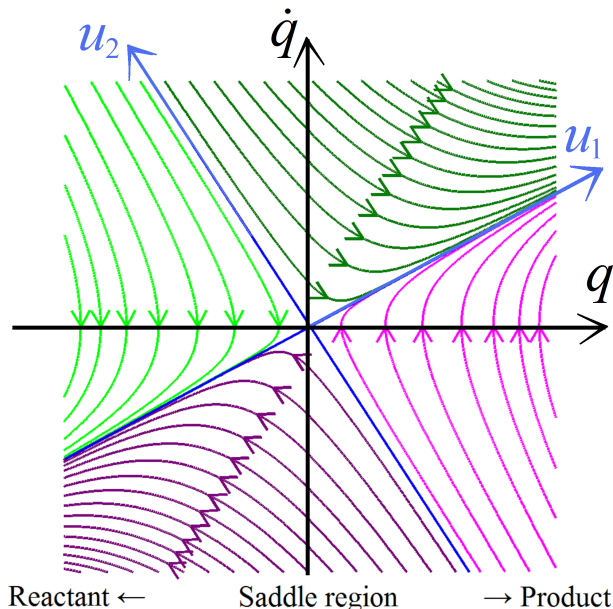 q̇
u₂
u₁
q
Reactant ← Saddle region → Product